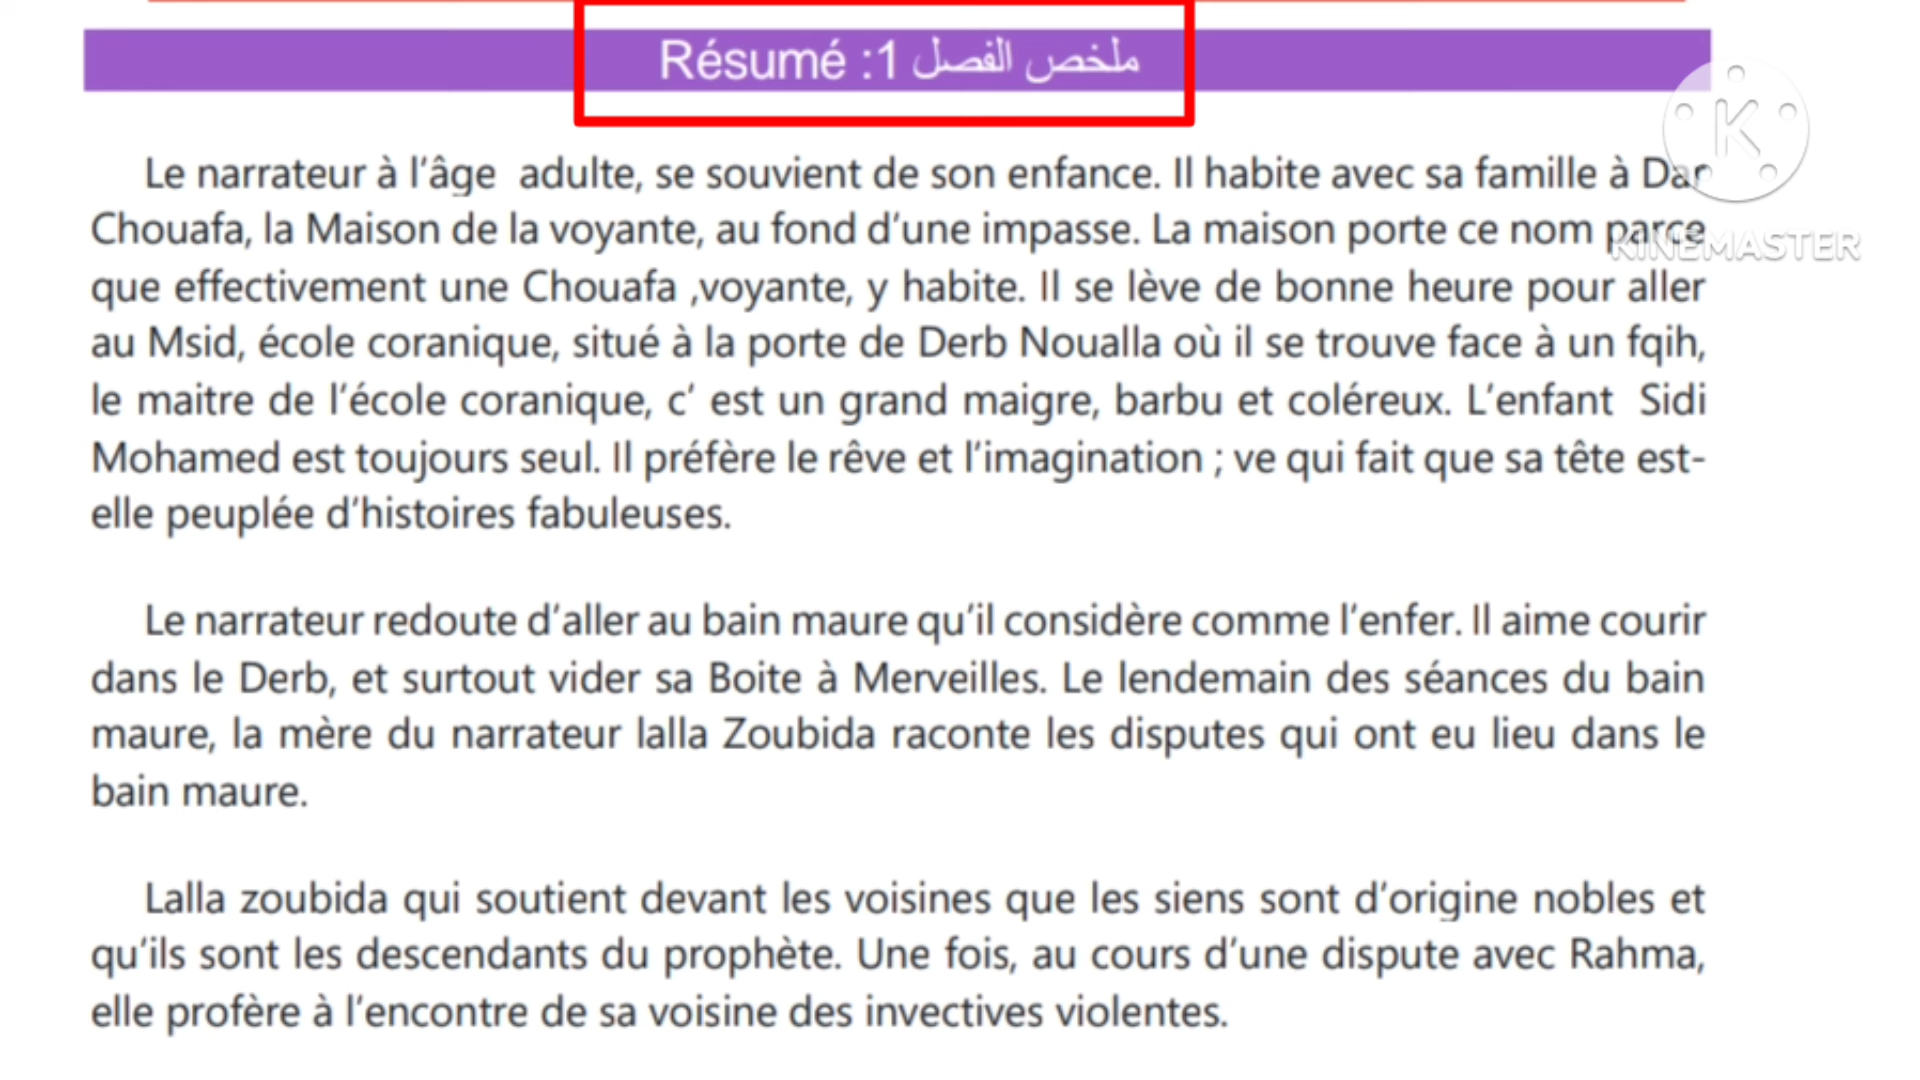 Résumé :1 ملخص الفصل
Le narrateur à l'âge adulte, se souvient de son enfance. Il habite avec sa famille à Dar
Chouafa, la Maison de la voyante, au fond d'une impasse. La maison porte ce nom parce
que effectivement une Chouafa ,voyante, y habite. Il se lève de bonne heure pour aller
au Msid, école coranique, situé à la porte de Derb Noualla où il se trouve face à un fqih,
le maitre de l'école coranique, c' est un grand maigre, barbu et coléreux. L'enfant Sidi
Mohamed est toujours seul. Il préfère le rêve et l'imagination ; ve qui fait que sa tête est-
elle peuplée d'histoires fabuleuses.
Le narrateur redoute d'aller au bain maure qu'il considère comme l'enfer. Il aime courir
dans le Derb, et surtout vider sa Boite à Merveilles. Le lendemain des séances du bain
maure, la mère du narrateur lalla Zoubida raconte les disputes qui ont eu lieu dans le
bain maure.
Lalla zoubida qui soutient devant les voisines que les siens sont d'origine nobles et
qu'ils sont les descendants du prophète. Une fois, au cours d'une dispute avec Rahma,
elle profère à l'encontre de sa voisine des invectives violentes.
K
KINEMASTER